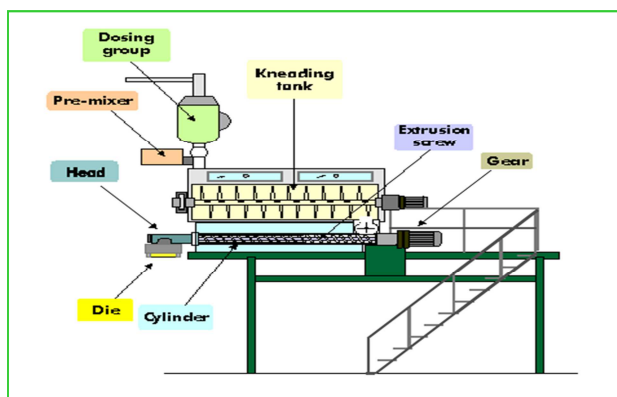 Dosing
group
Kneading
tank
Pre-mixer
Extrusion
screw
Gear
Head
Die
Cylinder